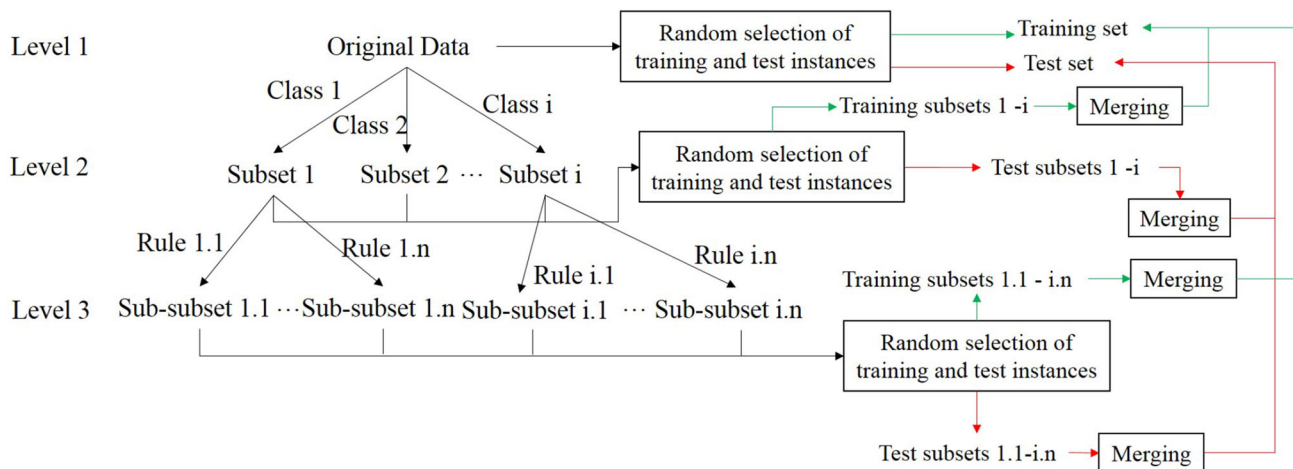 Level 1
Original Data
Random selection of
training and test instances
Training set
Test set
Class 1
Class 2
Class i
Training subsets 1 -i
Merging
Level 2
Subset 1
Subset 2
⋯
Subset i
Random selection of
training and test instances
Test subsets 1 -i
Merging
Rule 1.1
Rule 1.n
Rule i.1
Rule i.n
Training subsets 1.1 - i.n
Merging
Level 3
Sub-subset 1.1 ⋯ Sub-subset 1.n
Sub-subset i.1 ⋯ Sub-subset i.n
Random selection of
training and test instances
Test subsets 1.1-i.n
Merging